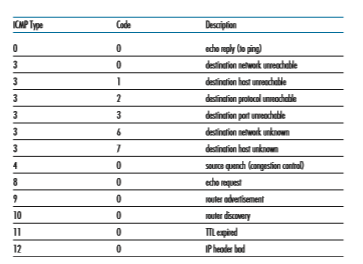 ICMP Type Code Description
0 0 echo reply (to ping)
3 0 destination network unreachable
3 1 destination host unreachable
3 2 destination protocol unreachable
3 3 destination port unreachable
3 6 destination network unknown
3 7 destination host unknown
4 0 source quench (congestion control)
8 0 echo request
9 0 router advertisement
10 0 router discovery
11 0 TTL expired
12 0 IP header bad